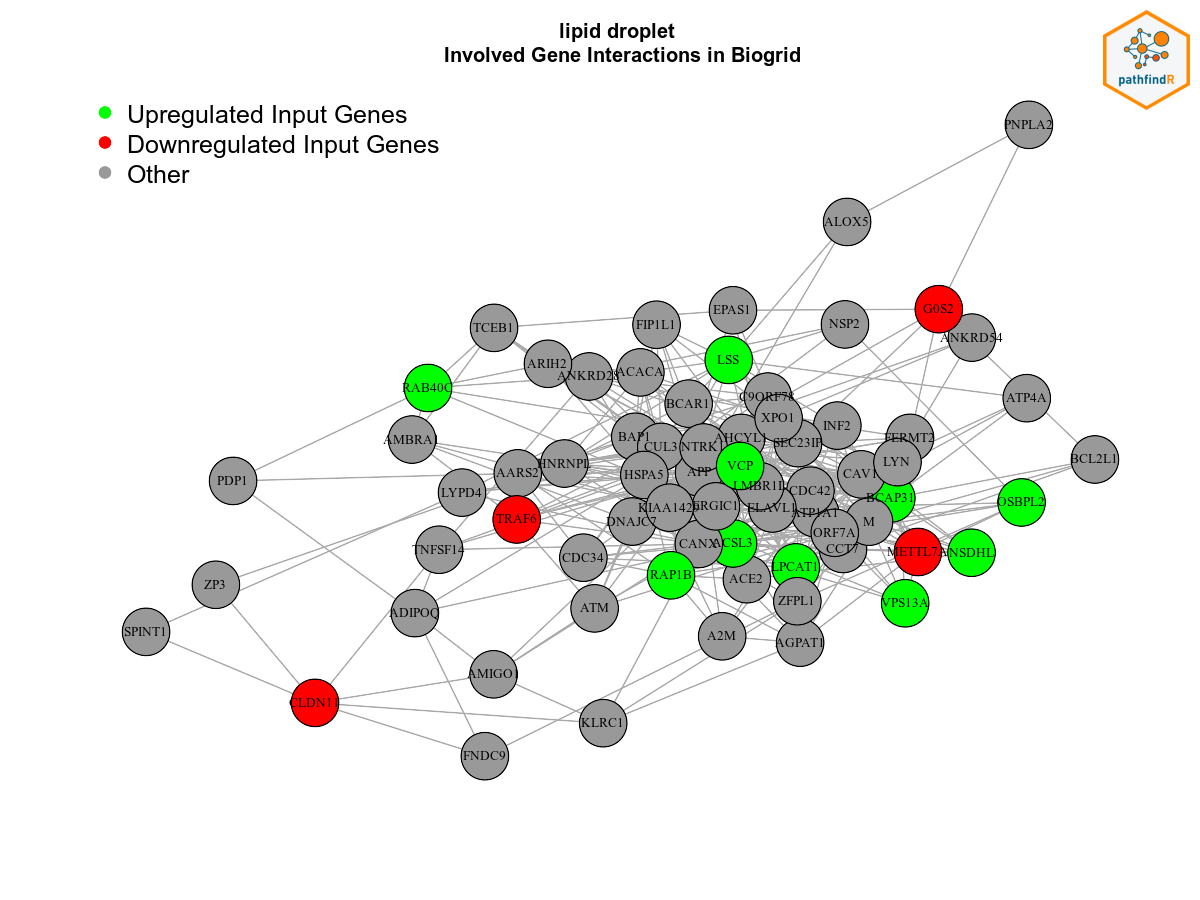 lipid droplet
Involved Gene Interactions in Biogrid
pathfindR
Upregulated Input Genes
Downregulated Input Genes
Other
PNPLA2
ALOX5
G0S2
ANKRD54
EPAS1
NSP2
FIP1L1
TCEB1
LSS
ARIH2
ANKRD28
ACACA
RAB40C
C9ORF78
ATP4A
BCAR1
XPO1
INF2
FERMT2
AMBRA1
BAP1
CUL3
NTRK
AHCYL1
SEC23IP
BCL2L1
LYN
HNRNPL
VCP
AARS2
HSPA5
APP
CAV1
PDP1
LYPD4
LMBR1L
CDC42
BCAP31
OSBPL2
KIAA1429
ERGIC1
ELAVL1
ATP1A1
TRAF6
DNAJC7
M
ORF7A
CANX
ACSL3
TNFSF14
CCT7
METTL7A
NSDHL
CDC34
LPCAT1
RAP1B
ACE2
ZP3
ZFPL1
VPS13A
ADIPOQ
ATM
SPINT1
A2M
AGPAT1
AMIGO1
CLDN11
KLRC1
FNDC9